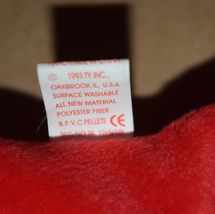 © 1993 TY INC.,
OAKBROOK IL, U.S.A.
SURFACE WASHABLE
ALL NEW MATERIAL
POLYESTER FIBER
& P.V.C. PELLETS